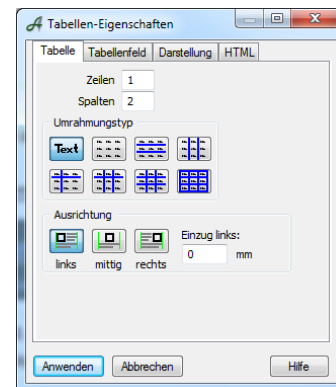 Tabellen-Eigenschaften
Tabelle Tabellenfeld Darstellung HTML
Zeilen 1
Spalten 2
Umrahmungstyp
Text
Ausrichtung
Einzug links:
0 mm
links mittig rechts
Anwenden Abbrechen Hilfe